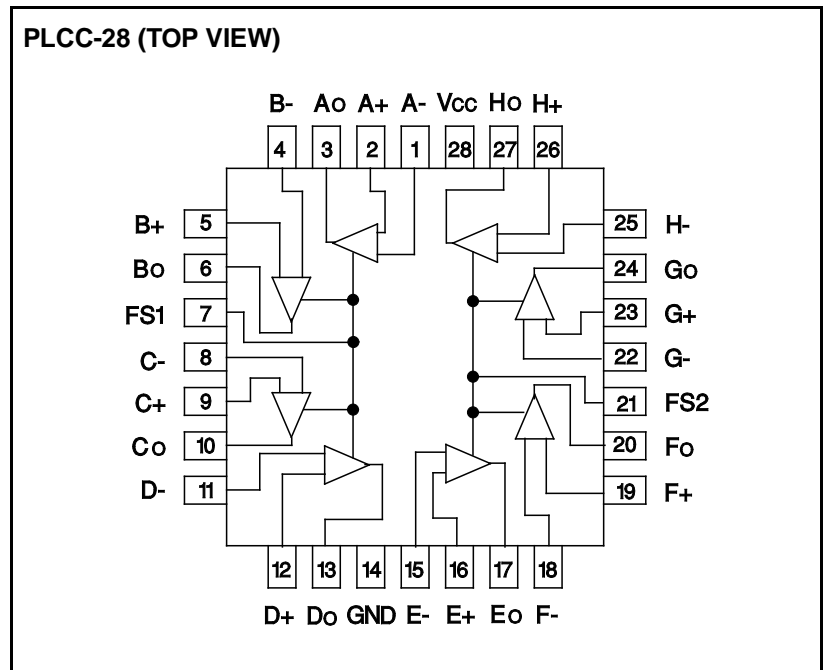 PLCC-28 (TOP VIEW)
B- Ao A+ A- Vcc Ho H+
4 3 2 1 28 27 26
B+ 5 25 H-
Bo 6 24 Go
FS1 7 23 G+
C- 8 22 G-
C+ 9 21 FS2
Co 10 20 Fo
D- 11 19 F+
12 13 14 15 16 17 18
D+ Do GND E- E+ Eo F-